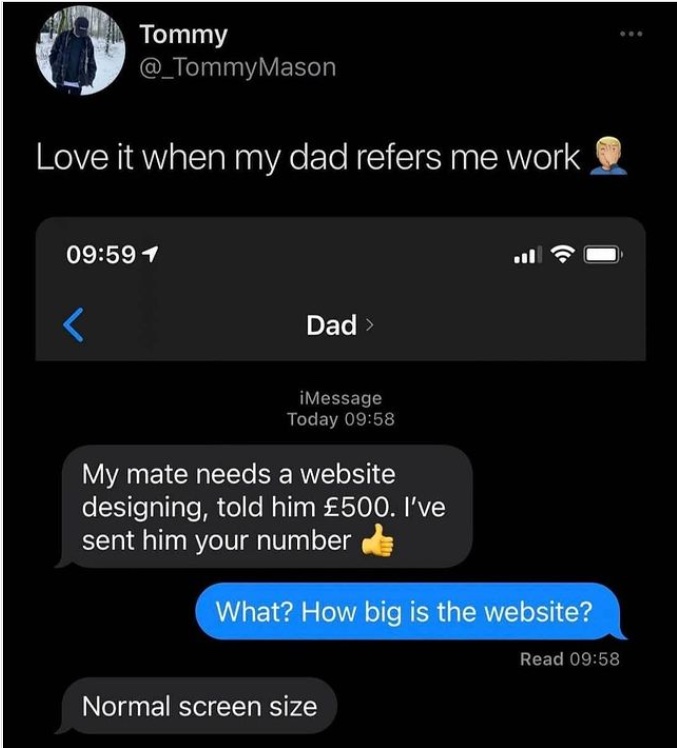 Tommy
@_TommyMason
Love it when my dad refers me work 🤦🏼‍♂️
09:59
Dad
iMessage
Today 09:58
My mate needs a website
designing, told him £500. I’ve
sent him your number 👍
What? How big is the website?
Read 09:58
Normal screen size